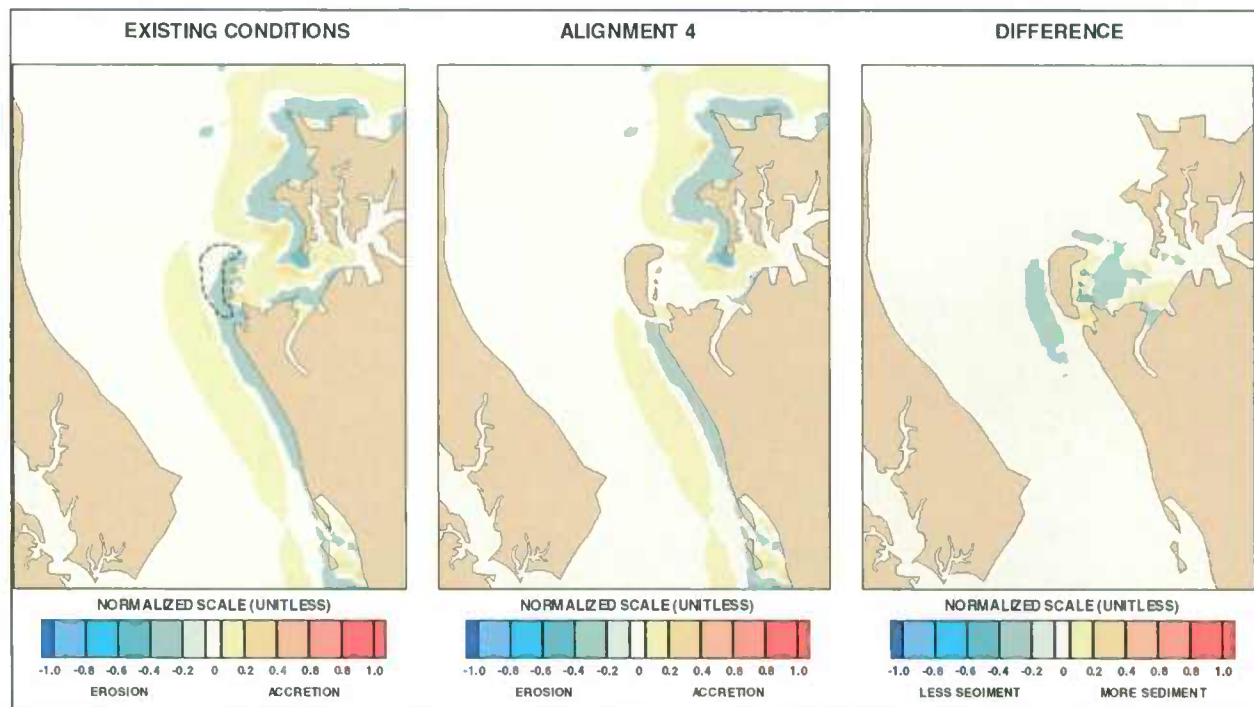 EXISTING CONDITIONS
ALIGNMENT 4
DIFFERENCE
NORMALIZED SCALE (UNITLESS)
-1.0 -0.8 -0.6 -0.4 -0.2 0 0.2 0.4 0.6 0.8 1.0
EROSION ACCRETION
NORMALIZED SCALE (UNITLESS)
-1.0 -0.8 -0.6 -0.4 -0.2 0 0.2 0.4 0.6 0.8 1.0
EROSION ACCRETION
NORMALIZED SCALE (UNITLESS)
-1.0 -0.8 -0.6 -0.4 -0.2 0 0.2 0.4 0.6 0.8 1.0
LESS SEDIMENT MORE SEDIMENT